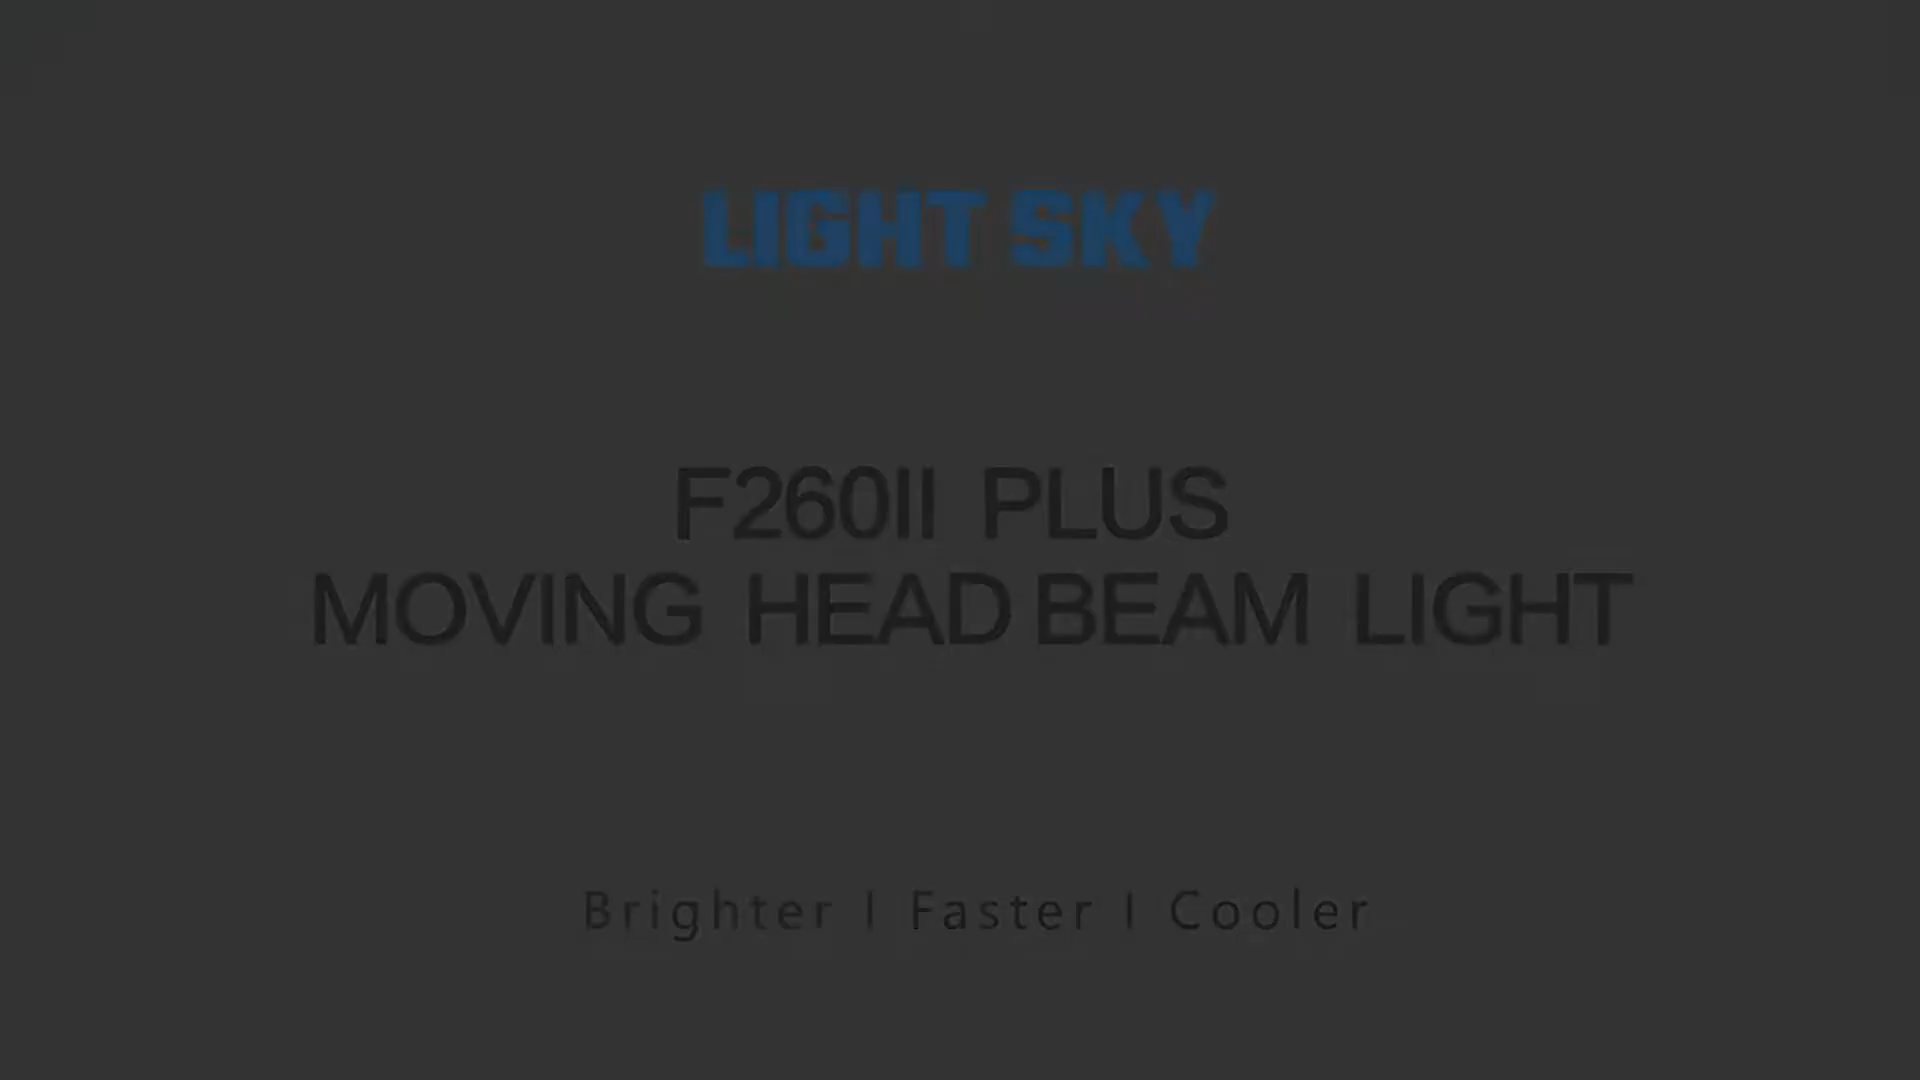 LIGHT SKY
F260II PLUS
MOVING HEAD BEAM LIGHT
Brighter I Faster I Cooler